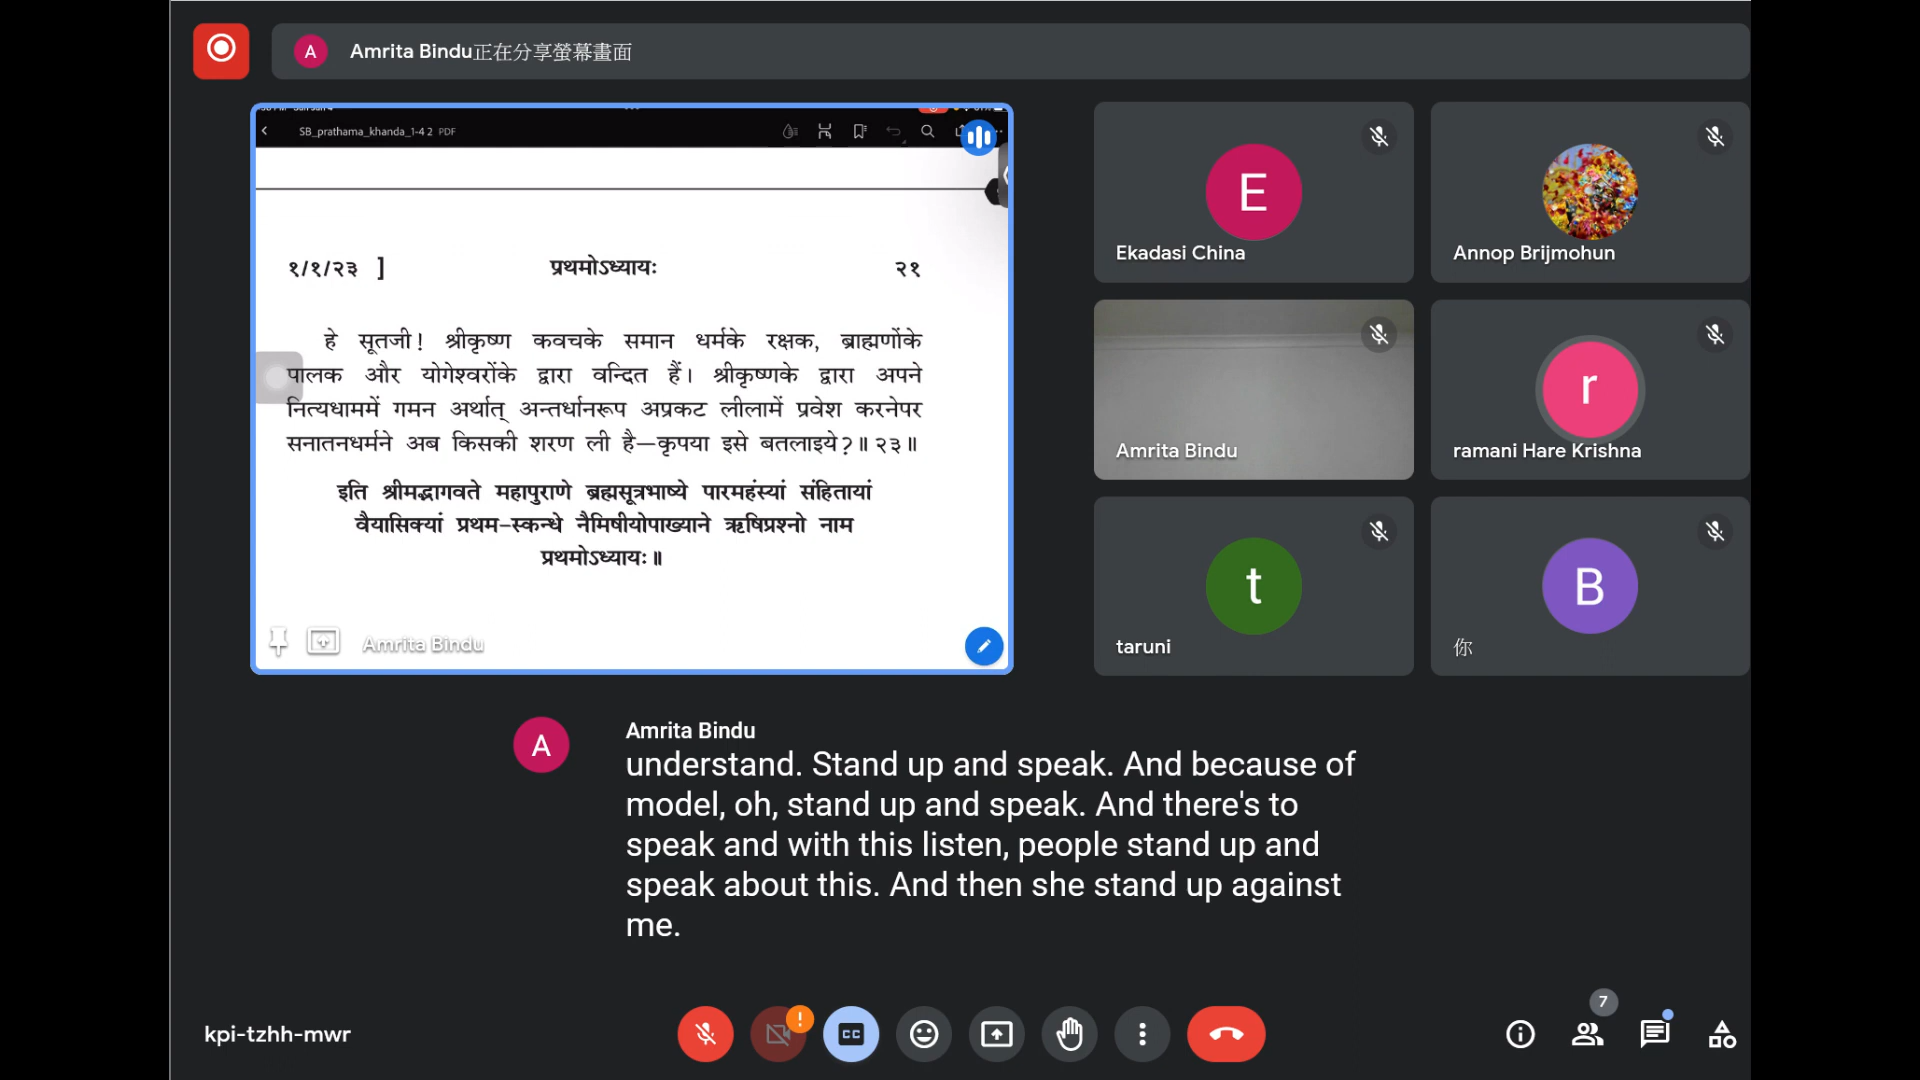 A Amrita Bindu正在分享螢幕畫面
SB_prathama_khanda_1-4 2 PDF
१/१/२३ ] प्रथमोऽध्यायः २१
हे सूतजी! श्रीकृष्ण कवचके समान धर्मके रक्षक, ब्राह्मणोंके
पालक और योगेश्वरोंके द्वारा वन्दित हैं। श्रीकृष्णके द्वारा अपने
नित्यधाममें गमन अर्थात् अन्तर्धानरूप अप्रकट लीलामें प्रवेश करनेपर
सनातनधर्मने अब किसकी शरण ली है—कृपया इसे बतलाइये?॥ २३॥
इति श्रीमद्भागवते महापुराणे ब्रह्मसूत्रभाष्ये पारमहंस्यां संहितायां
वैयासिक्यां प्रथम-स्कन्धे नैमिषीयोपाख्याने ऋषिप्रश्नो नाम
प्रथमोऽध्यायः॥
Amrita Bindu
E
Ekadasi China
Annop Brijmohun
Amrita Bindu
r
ramani Hare Krishna
t
taruni
B
你
A
Amrita Bindu
understand. Stand up and speak. And because of
model, oh, stand up and speak. And there's to
speak and with this listen, people stand up and
speak about this. And then she stand up against
me.
kpi-tzhh-mwr
!
CC
7